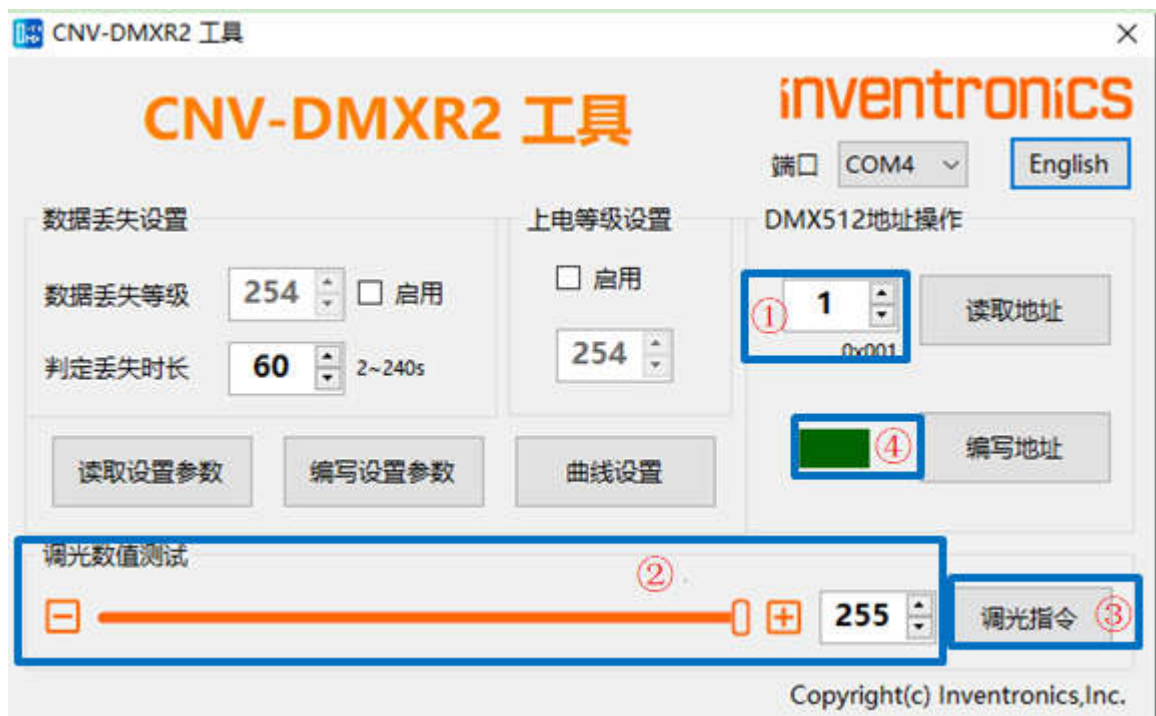 CNV-DMXR2 工具
CNV-DMXR2 工具
inventronics
端口 COM4 English
数据丢失设置
数据丢失等级 254 启用
判定丢失时长 60 2~240s
上电等级设置
启用
254
DMX512地址操作
① 1 读取地址
0x001
④ 编写地址
读取设置参数 编写设置参数 曲线设置
调光数值测试
②
255 调光指令 ③
Copyright(c) Inventronics,Inc.